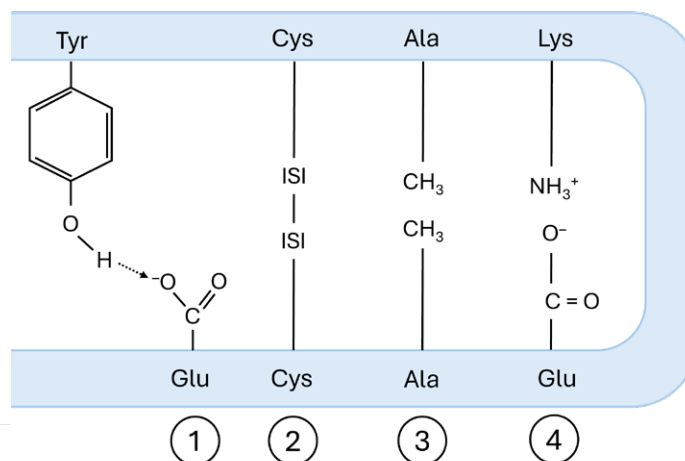 Tyr Cys Ala Lys
ISI CH₃ NH₃⁺
O ISI CH₃ O⁻
H
⁻O O
C C = O
Glu Cys Ala Glu
1 2 3 4